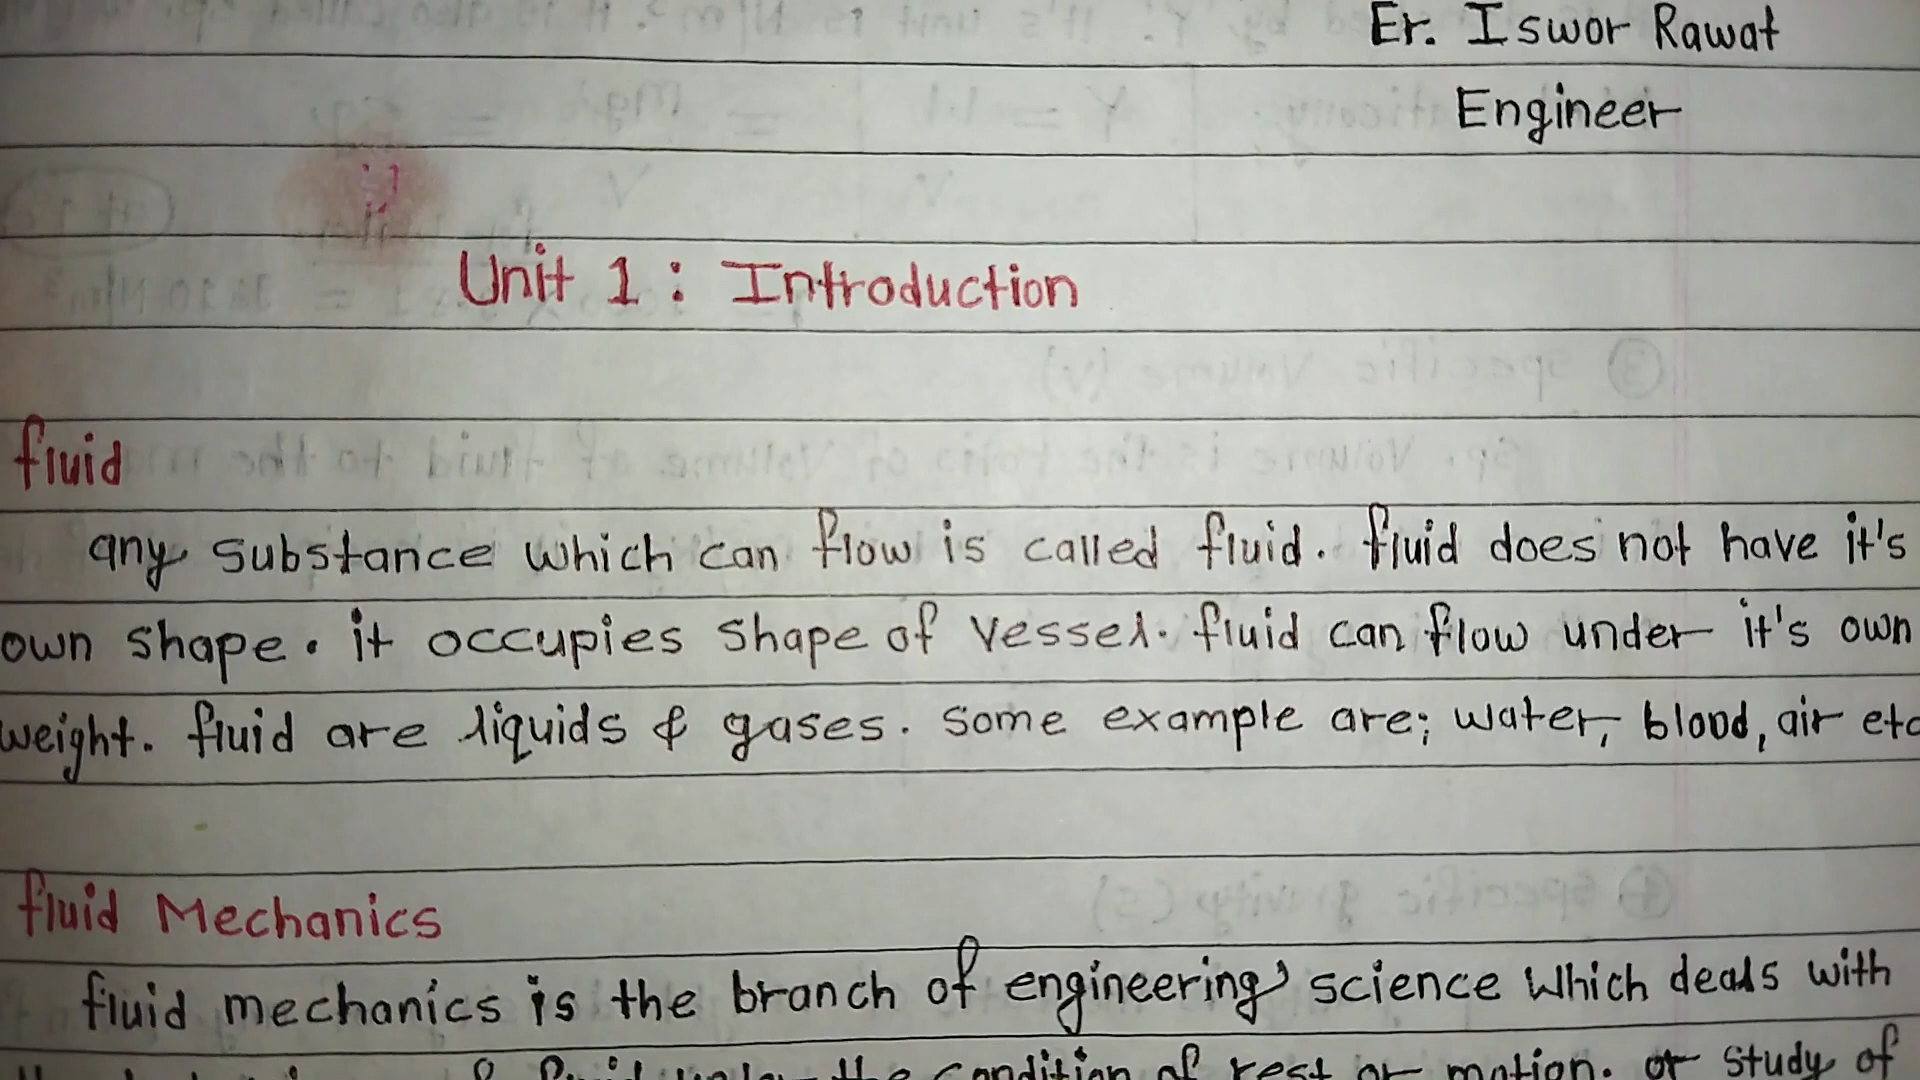 Er. Iswor Rawat
Engineer
Unit 1 : Introduction
fluid
any substance which can flow is called fluid. fluid does not have it's
own shape. it occupies shape of vessel. fluid can flow under it's own
weight. fluid are liquids & gases. some example are; water, blood, air etc
fluid Mechanics
fluid mechanics is the branch of engineering science which deals with
fluid under the condition of rest or motion. or study of